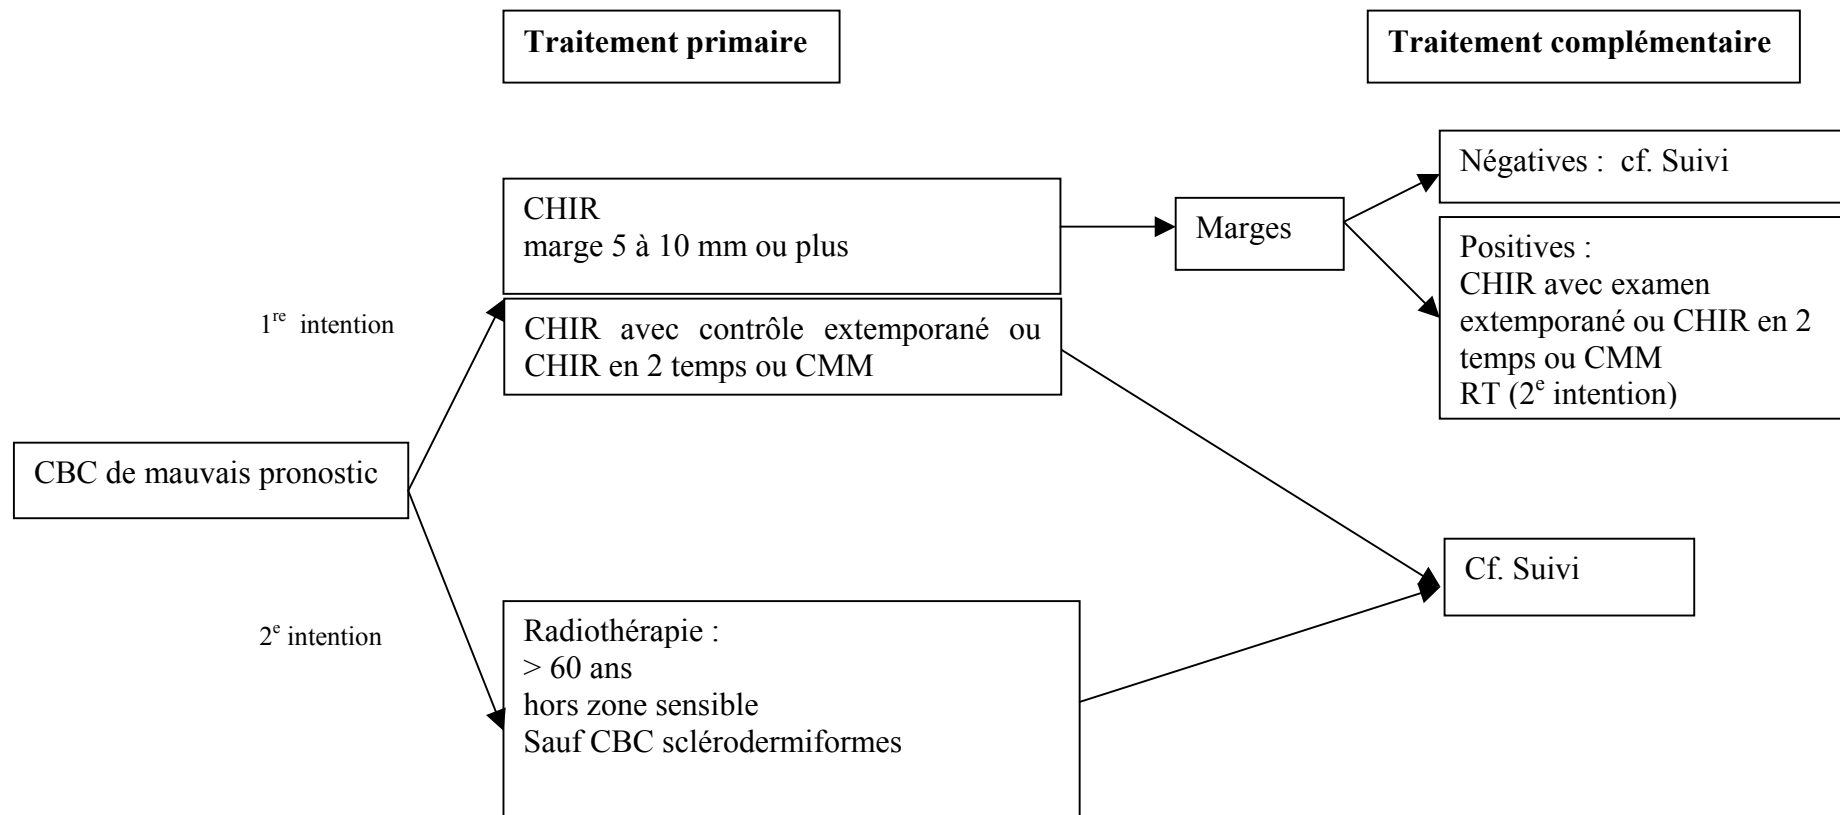 Traitement primaire
Traitement complémentaire
CHIR
marge 5 à 10 mm ou plus
Marges
Négatives : cf. Suivi
Positives :
CHIR avec examen
extemporané ou CHIR en 2
temps ou CMM
RT (2e intention)
1re intention
CHIR avec contrôle extemporané ou
CHIR en 2 temps ou CMM
CBC de mauvais pronostic
Cf. Suivi
2e intention
Radiothérapie :
> 60 ans
hors zone sensible
Sauf CBC sclérodermiformes